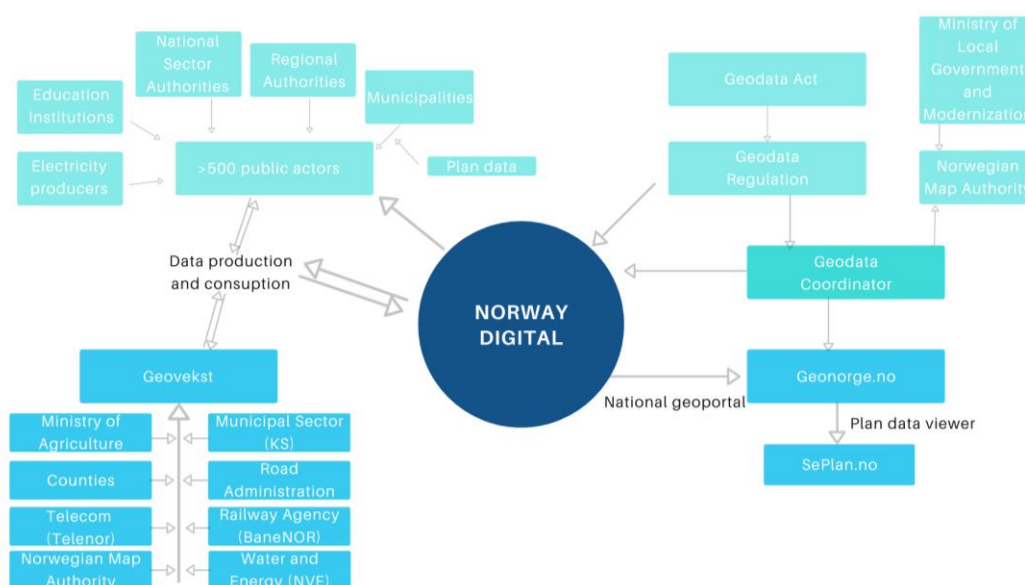 National
Sector
Authorities
Regional
Authorities
Education
Institutions
Municipalities
Electricity
producers
>500 public actors
Plan data
Geodata Act
Geodata
Regulation
Ministry of
Local
Government
and
Modernization
Norwegian
Map Authority
Geodata
Coordinator
Data production
and consuption
NORWAY
DIGITAL
Geovekst
National geoportal
Geonorge.no
Plan data viewer
SePlan.no
Ministry of
Agriculture
Municipal Sector
(KS)
Counties
Road
Administration
Telecom
(Telenor)
Railway Agency
(BaneNOR)
Norwegian Map
Authority
Water and
Energy (NVE)